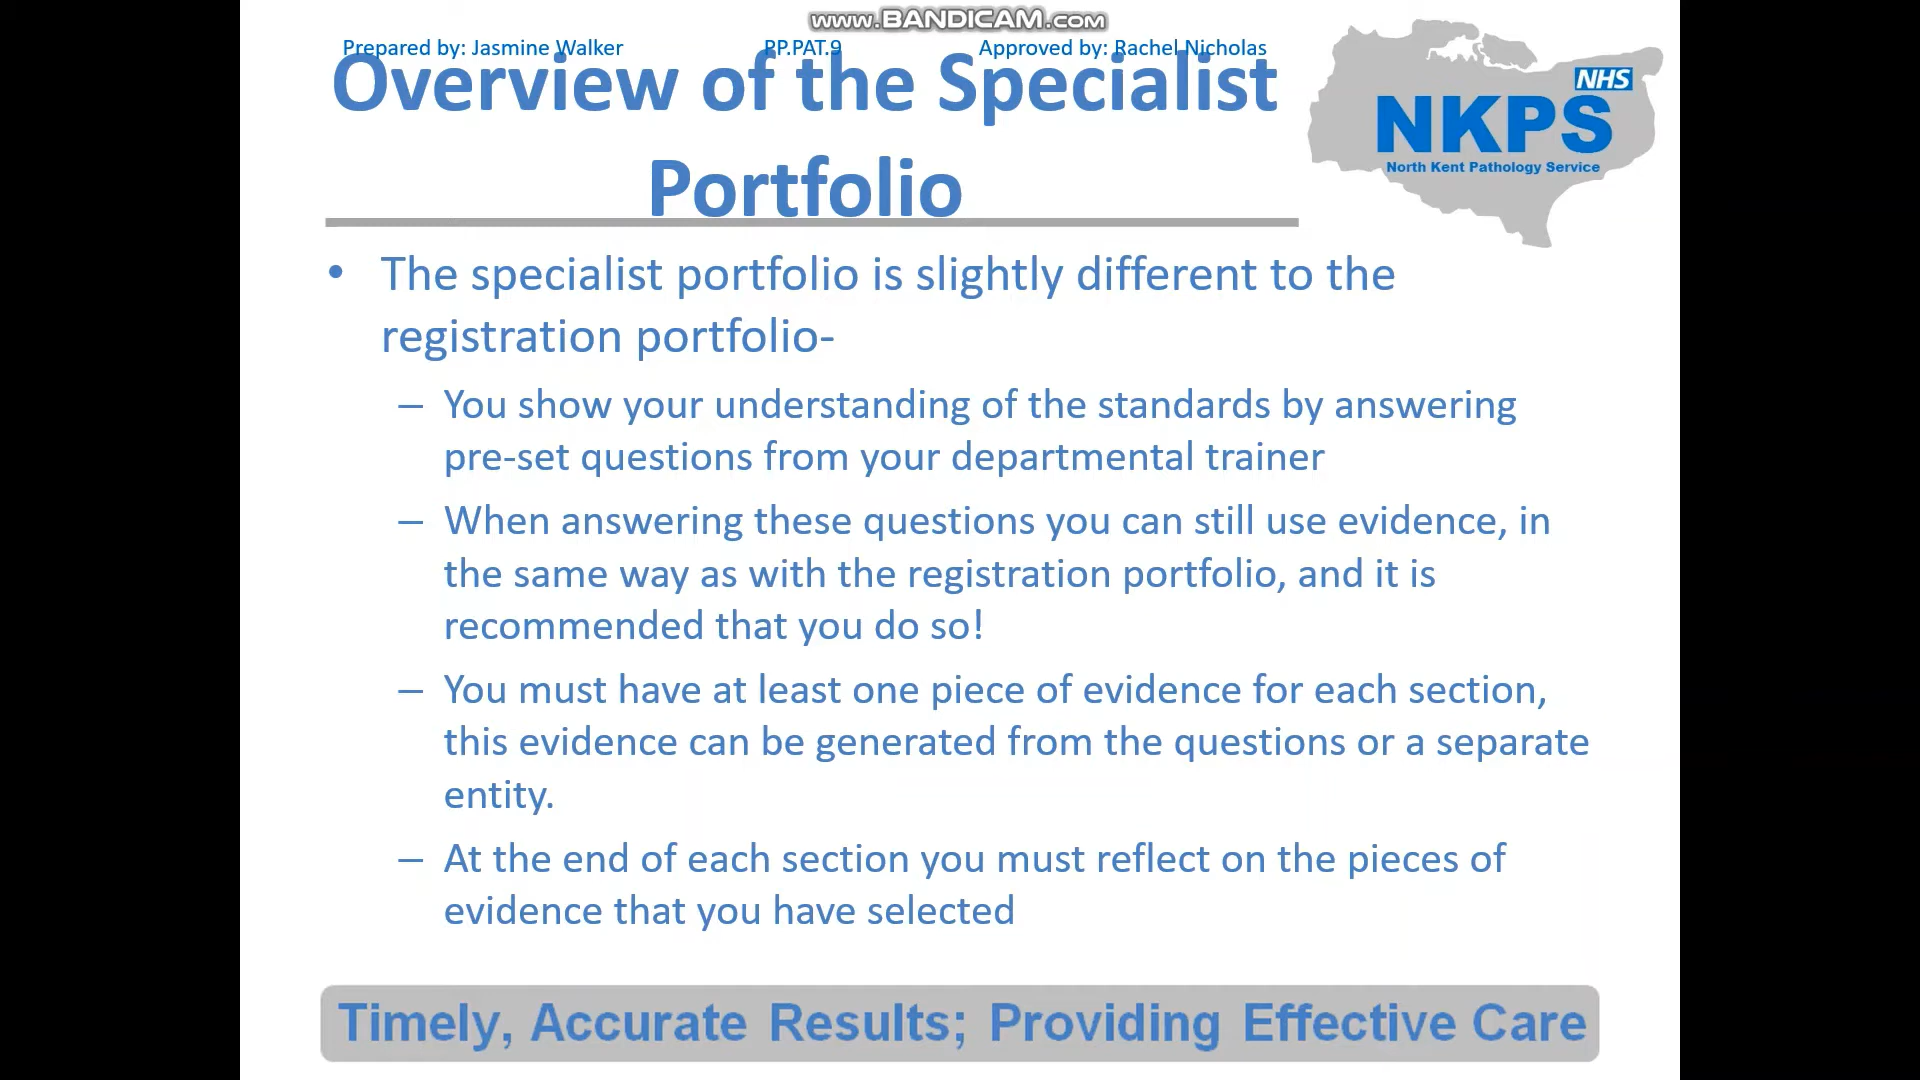 www.BANDICAM.com
Prepared by: Jasmine Walker RP.PAT.9 Approved by: Rachel Nicholas
Overview of the Specialist
Portfolio
NHS
NKPS
North Kent Pathology Service
• The specialist portfolio is slightly different to the
registration portfolio-
– You show your understanding of the standards by answering
pre-set questions from your departmental trainer
– When answering these questions you can still use evidence, in
the same way as with the registration portfolio, and it is
recommended that you do so!
– You must have at least one piece of evidence for each section,
this evidence can be generated from the questions or a separate
entity.
– At the end of each section you must reflect on the pieces of
evidence that you have selected
Timely, Accurate Results; Providing Effective Care